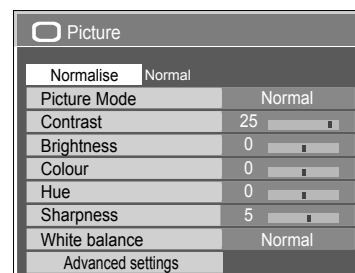 Picture
Normalise Normal
Picture Mode Normal
Contrast 25
Brightness 0
Colour 0
Hue 0
Sharpness 5
White balance Normal
Advanced settings